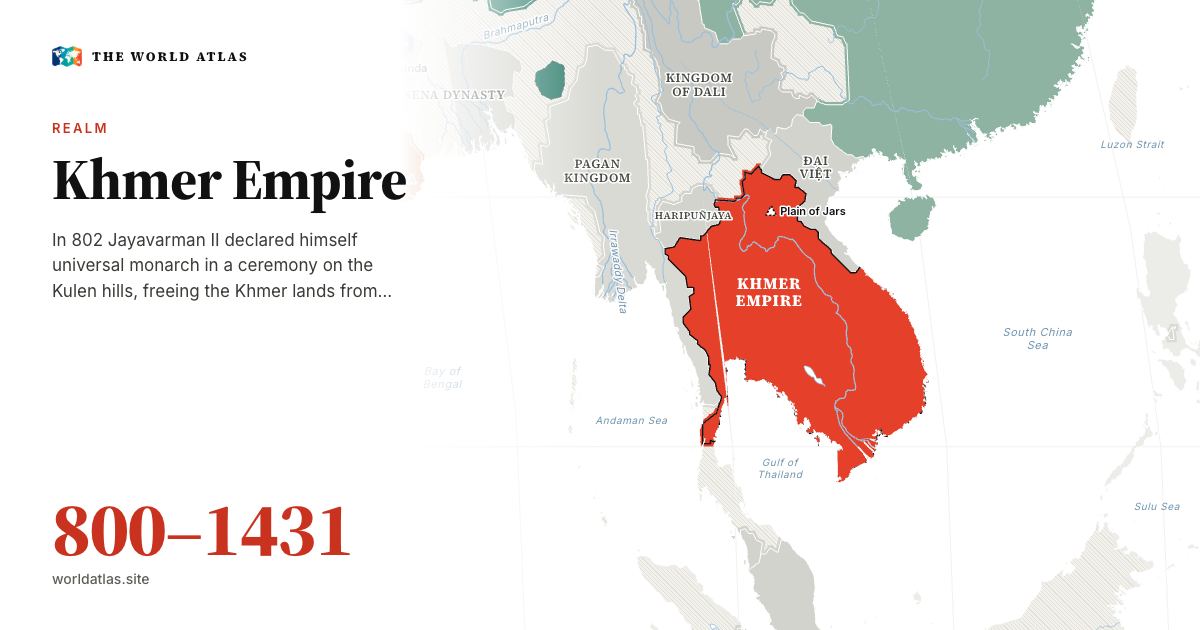 THE WORLD ATLAS
REALM
Khmer Empire
In 802 Jayavarman II declared himself
universal monarch in a ceremony on the
Kulen hills, freeing the Khmer lands from...
800–1431
worldatlas.site
Brahmaputra
SENA DYNASTY
KINGDOM
OF DALI
PAGAN
KINGDOM
ĐẠI
VIỆT
HARIPUÑJAYA
Plain of Jars
Luzon Strait
Irrawaddy Delta
KHMER
EMPIRE
South China
Sea
Bay of
Bengal
Andaman Sea
Gulf of
Thailand
Sulu Sea